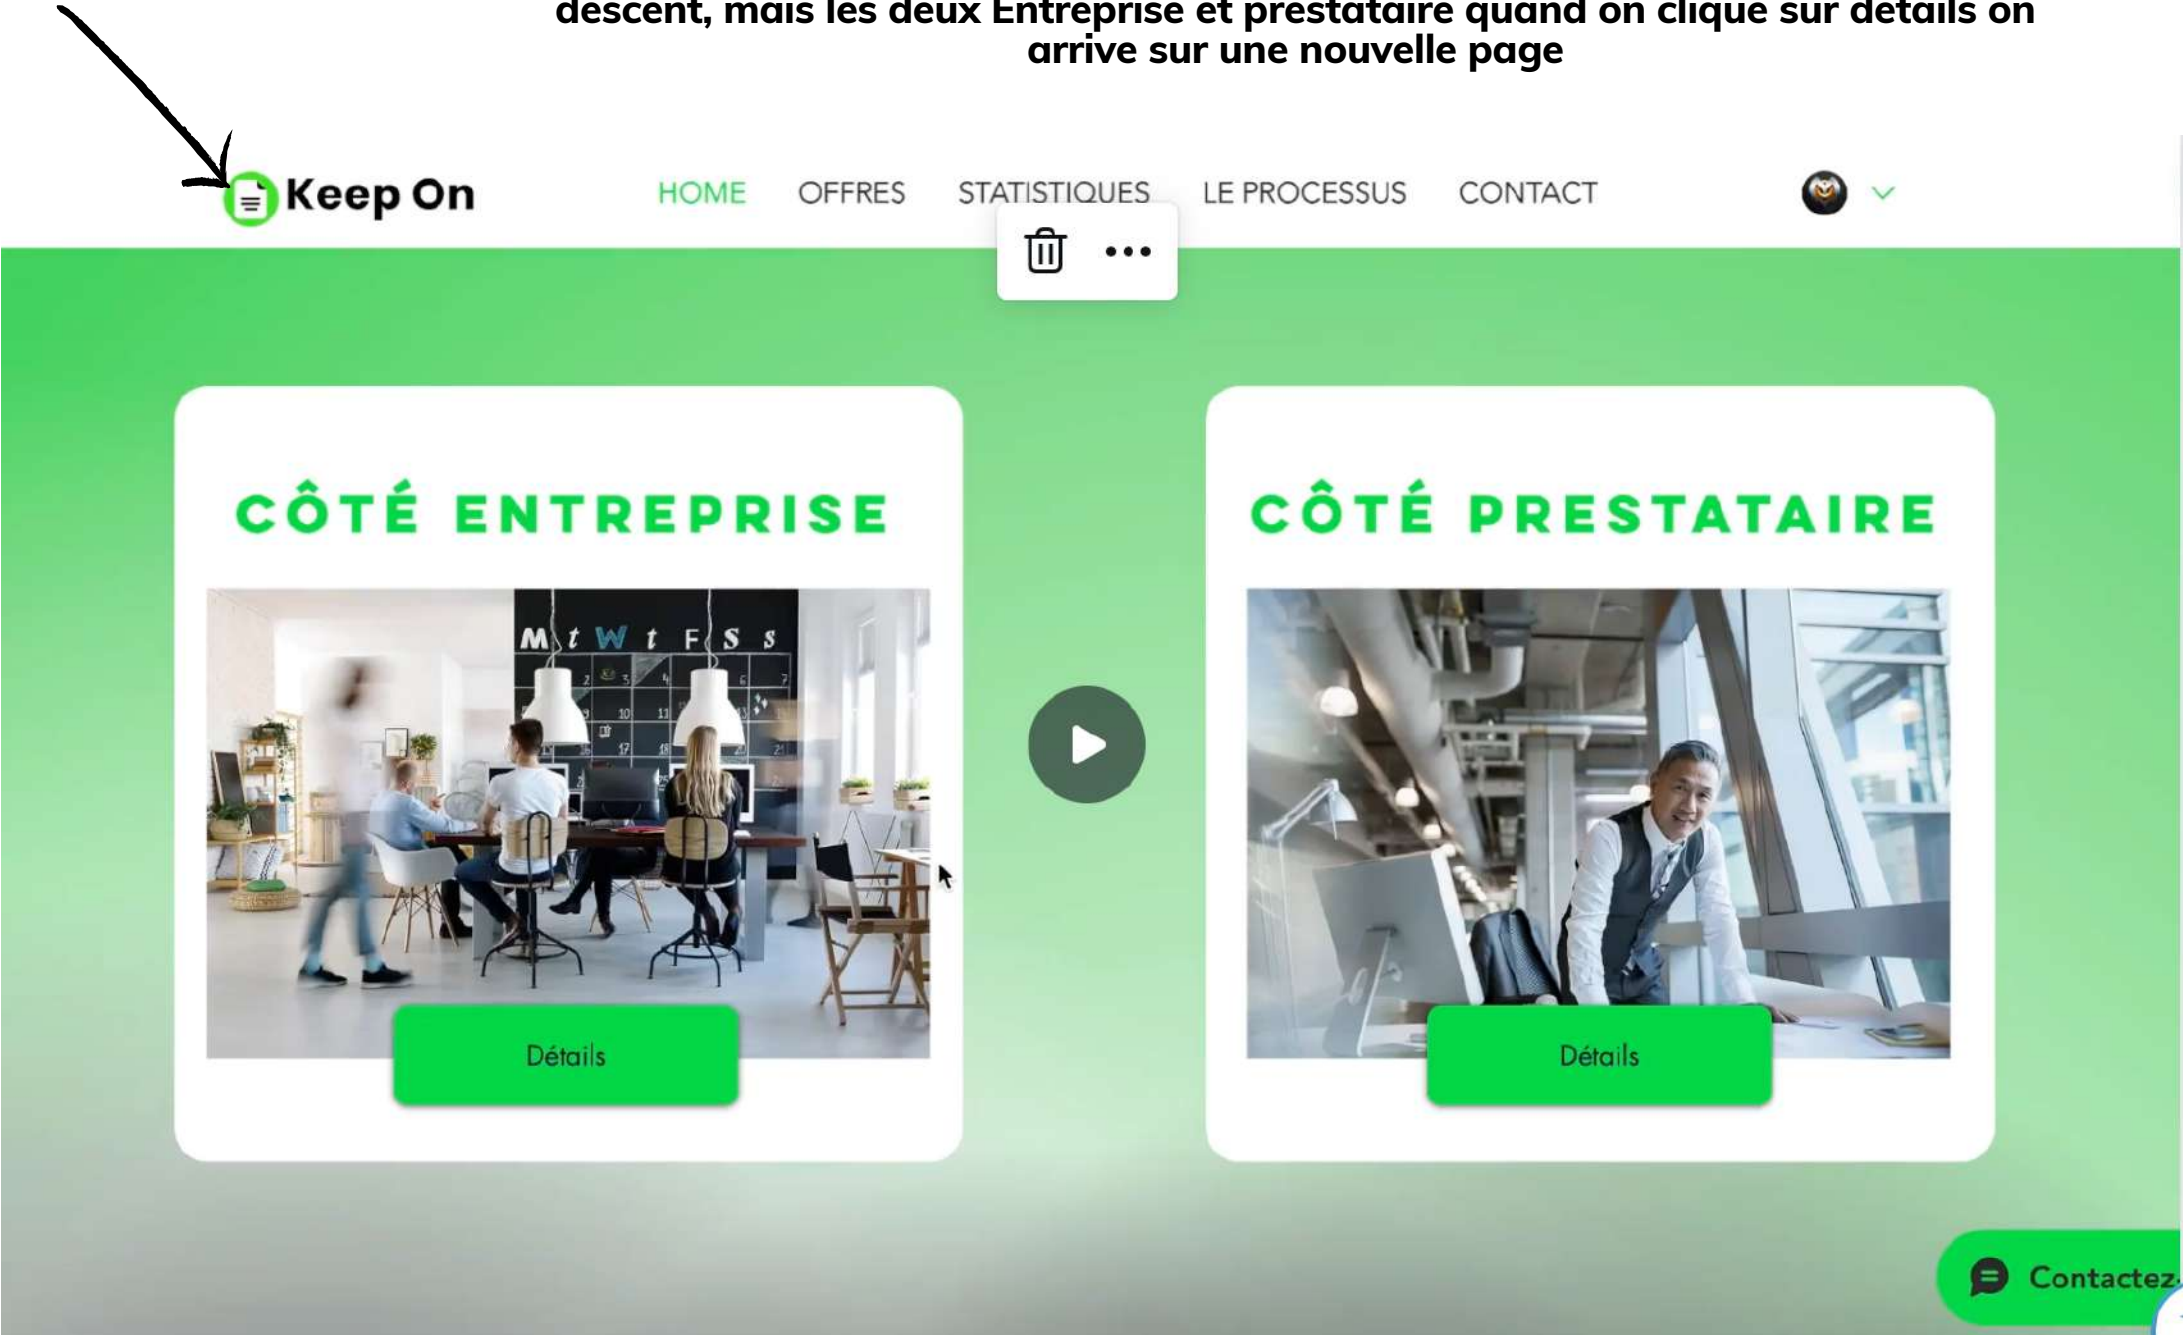 descent, mais les deux Entreprise et prestataire quand on clique sur details on
arrive sur une nouvelle page
Keep On
HOME OFFRES STATISTIQUES LE PROCESSUS CONTACT
CÔTÉ ENTREPRISE
CÔTÉ PRESTATAIRE
M t W t F S s
Détails
Détails
Contactez-